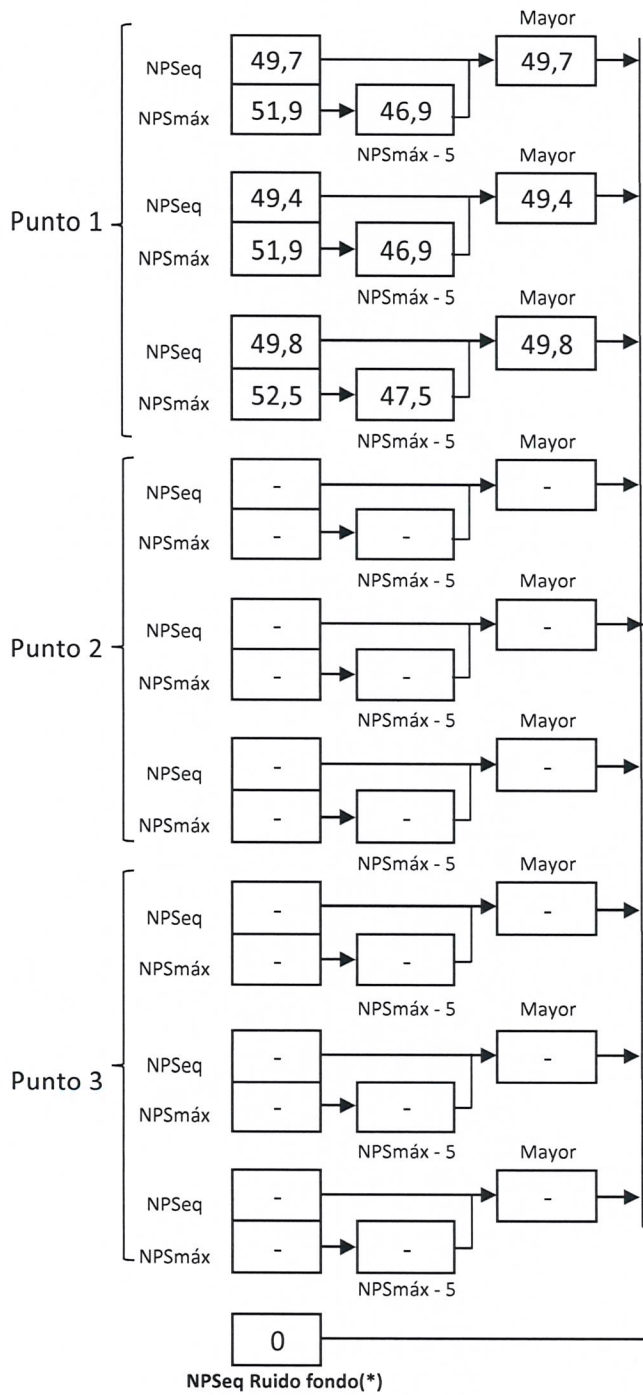 Mayor
NPSeq 49,7 49,7
NPSmáx 51,9 46,9
NPSmáx - 5
Mayor
Punto 1 NPSeq 49,4 49,4
NPSmáx 51,9 46,9
NPSmáx - 5
Mayor
NPSeq 49,8 49,8
NPSmáx 52,5 47,5
NPSmáx - 5
Mayor
NPSeq - -
NPSmáx - -
NPSmáx - 5
Mayor
Punto 2 NPSeq - -
NPSmáx - -
NPSmáx - 5
Mayor
NPSeq - -
NPSmáx - -
NPSmáx - 5
Mayor
NPSeq - -
NPSmáx - -
NPSmáx - 5
Mayor
Punto 3 NPSeq - -
NPSmáx - -
NPSmáx - 5
Mayor
NPSeq - -
NPSmáx - -
NPSmáx - 5
0
NPSeq Ruido fondo(*)